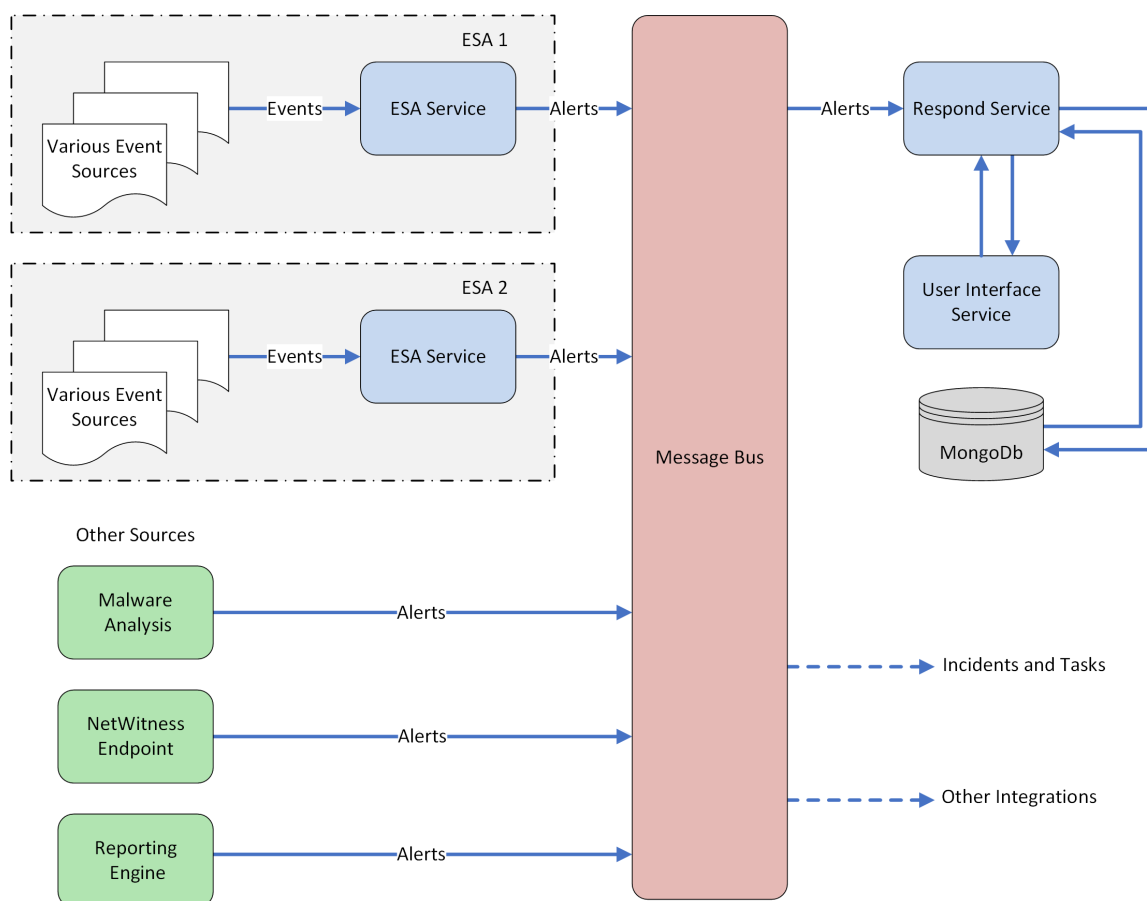 ESA 1
Various Event
Sources
Events
ESA Service
Alerts
ESA 2
Various Event
Sources
Events
ESA Service
Alerts
Other Sources
Malware
Analysis
Alerts
NetWitness
Endpoint
Alerts
Reporting
Engine
Alerts
Message Bus
Alerts
Respond Service
User Interface
Service
MongoDb
Incidents and Tasks
Other Integrations